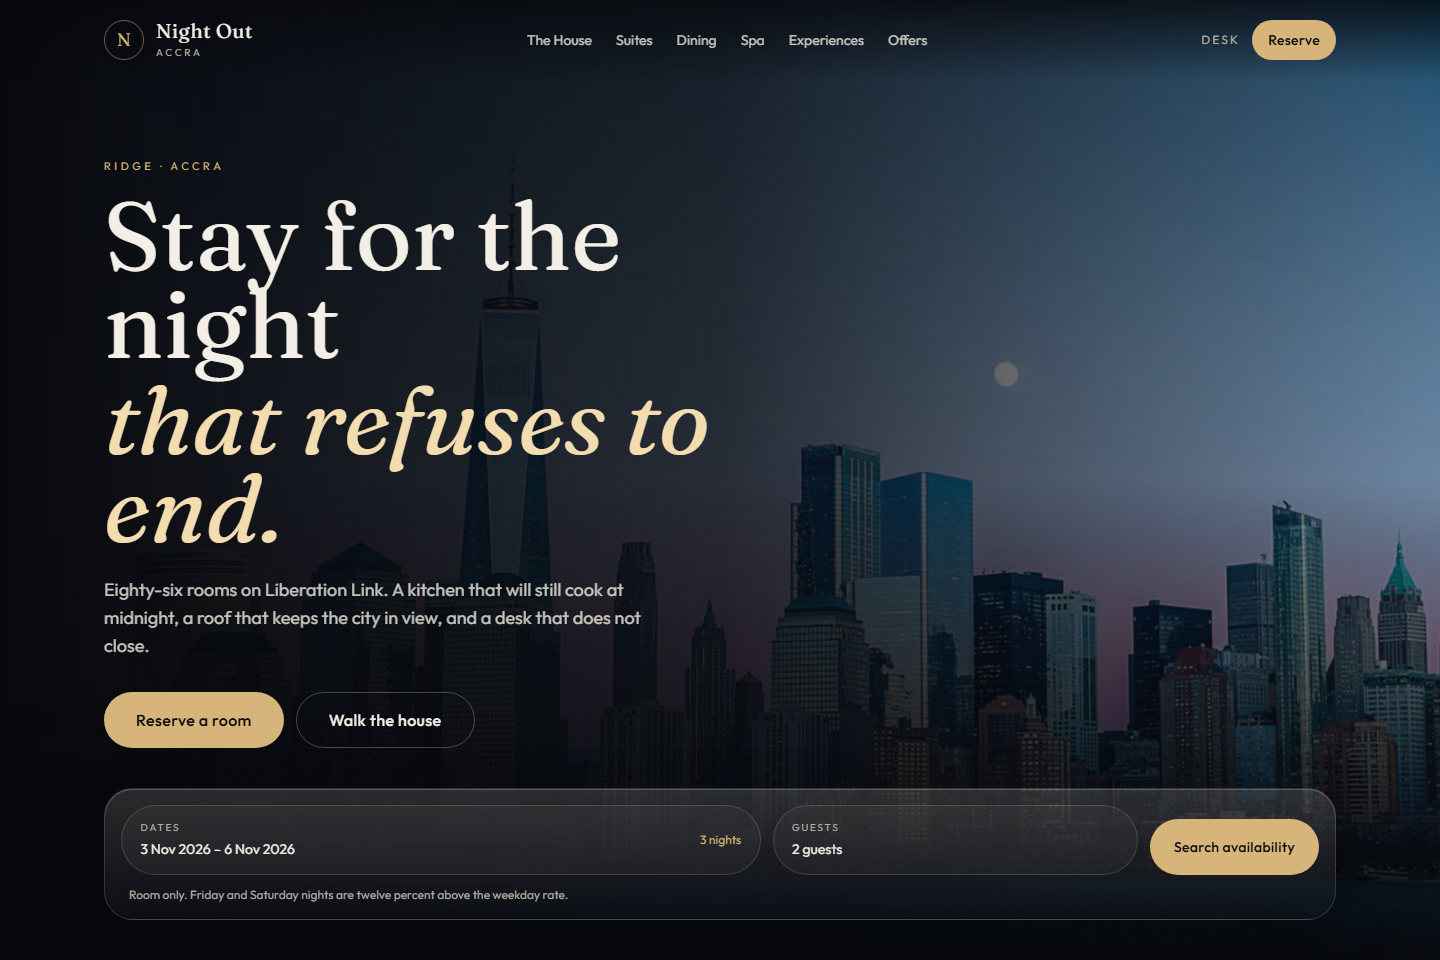 N
Night Out
ACCRA
The House
Suites
Dining
Spa
Experiences
Offers
DESK
Reserve
RIDGE · ACCRA
Stay for the
night
that refuses to
end.
Eighty-six rooms on Liberation Link. A kitchen that will still cook at
midnight, a roof that keeps the city in view, and a desk that does not
close.
Reserve a room
Walk the house
DATES
3 Nov 2026 – 6 Nov 2026
3 nights
GUESTS
2 guests
Search availability
Room only. Friday and Saturday nights are twelve percent above the weekday rate.